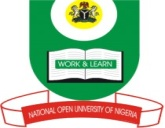 WORK & LEARN
NATIONAL OPEN UNIVERSITY OF NIGERIA